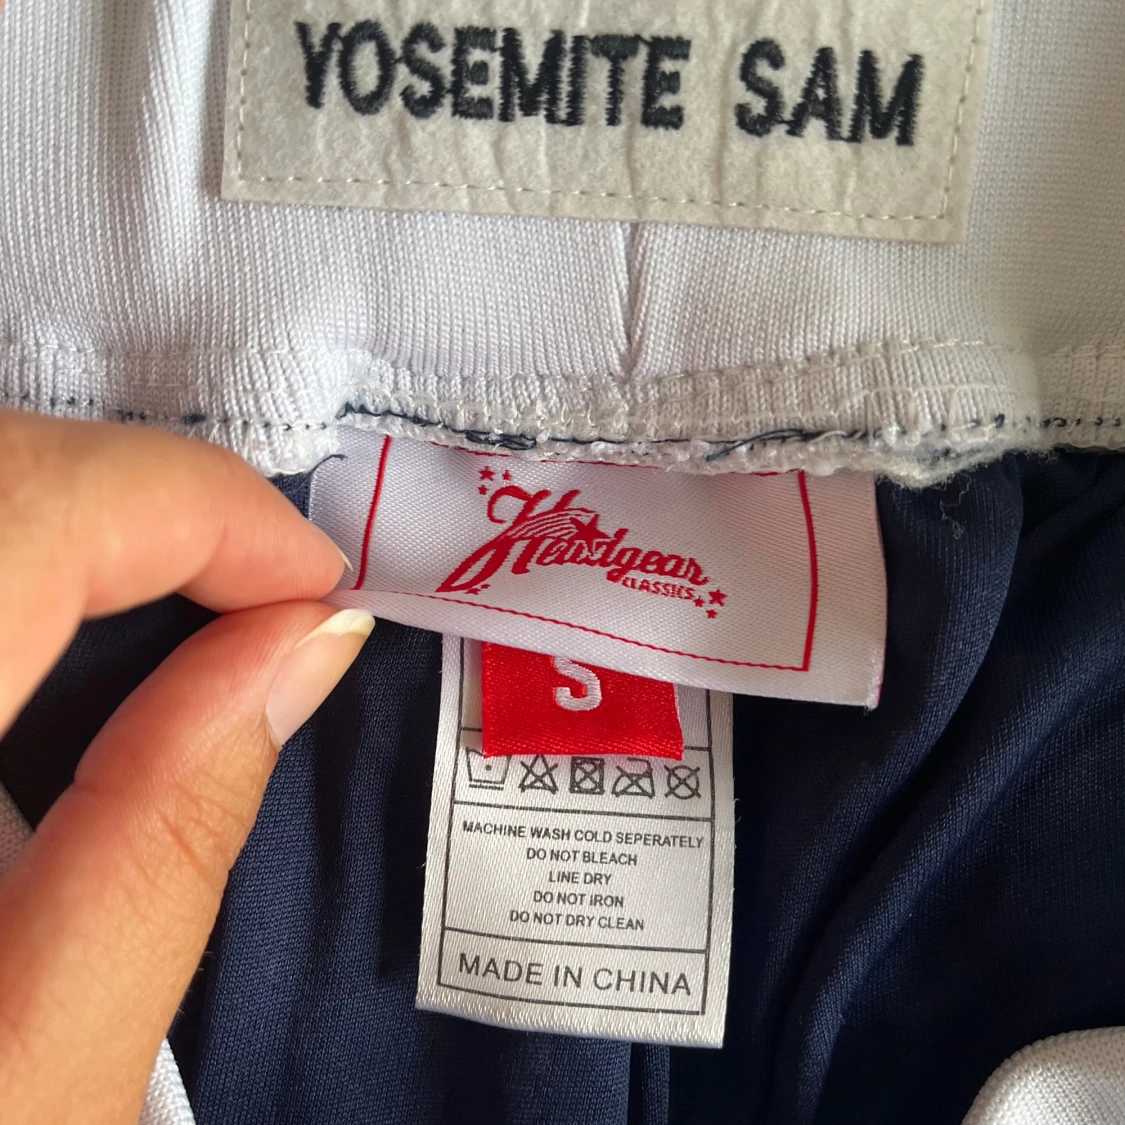 YOSEMITE SAM
Headgear
CLASSICS
S
MACHINE WASH COLD SEPERATELY
DO NOT BLEACH
LINE DRY
DO NOT IRON
DO NOT DRY CLEAN
MADE IN CHINA